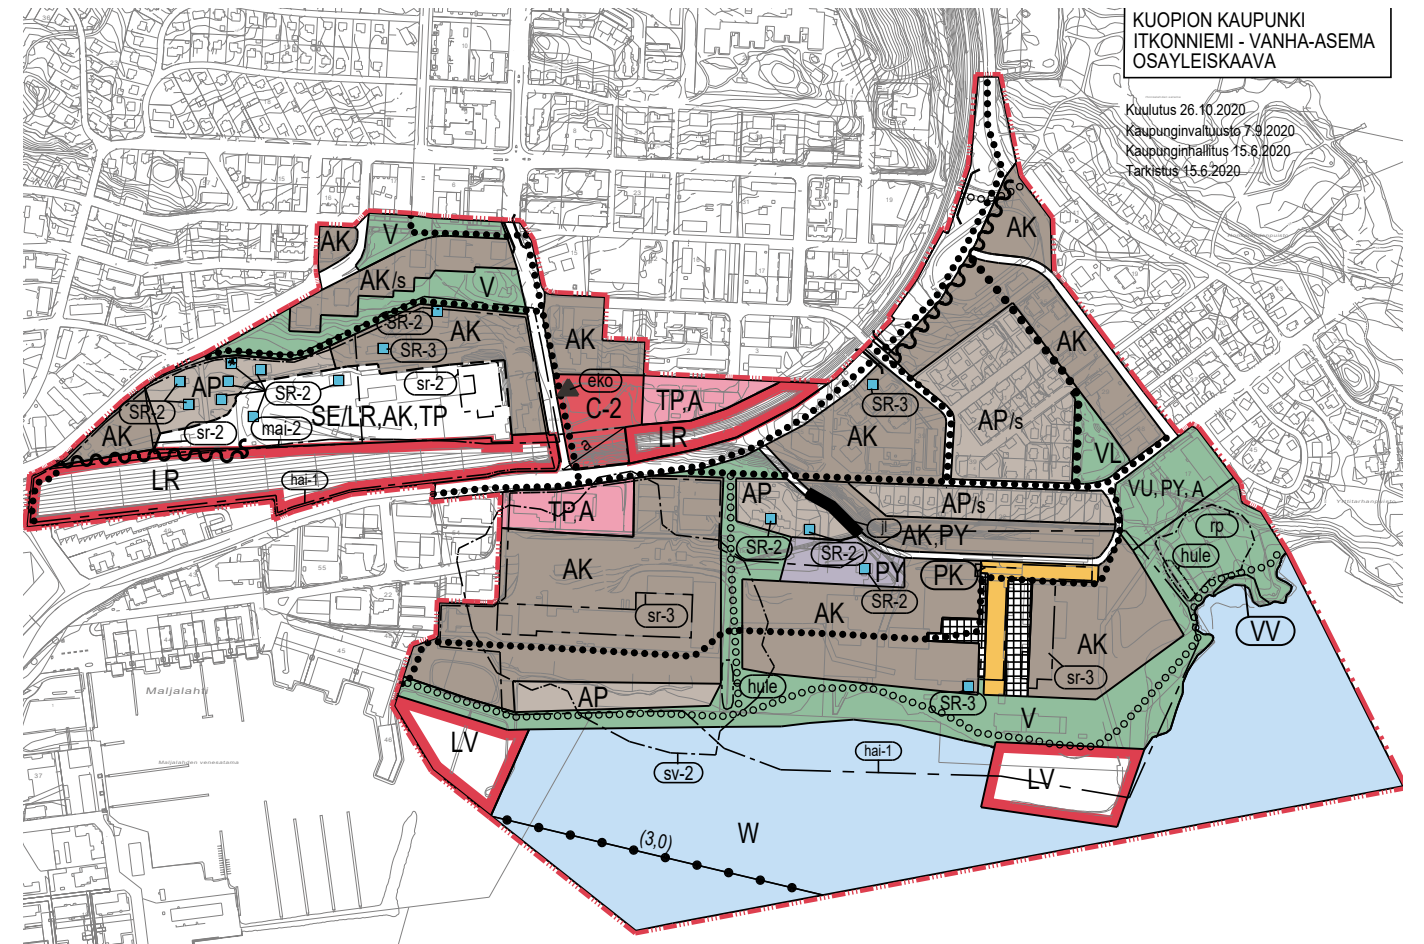 KUOPION KAUPUNKI
ITKONNIEMI - VANHA-ASEMA
OSAYLEISKAAVA
Kuulutus 26.10.2020
Kaupunginvaltuusto 7.9.2020
Kaupunginhallitus 15.6.2020
Tarkistus 15.6.2020
AK
V
AK
AK/s
V
SR-2
AK
SR-3
AK
AK
AP
SR-2
sr-2
eko
TP,A
SR-3
SR-2
SE/LR,AK,TP
C-2
AP/s
AK
sr-2
mai-2
LR
AK
VL
LR
hai-1
AP
AP/s
VU,PY,A
TP,A
jl
AK,PY
rp
SR-2
SR-2
hule
AK
PY
PK
SR-2
sr-3
AK
VV
AK
sr-3
Maljalahti
AP
hule
SR-3
V
LV
hai-1
sv-2
LV
Maljalahden venesatama
W
(3,0)